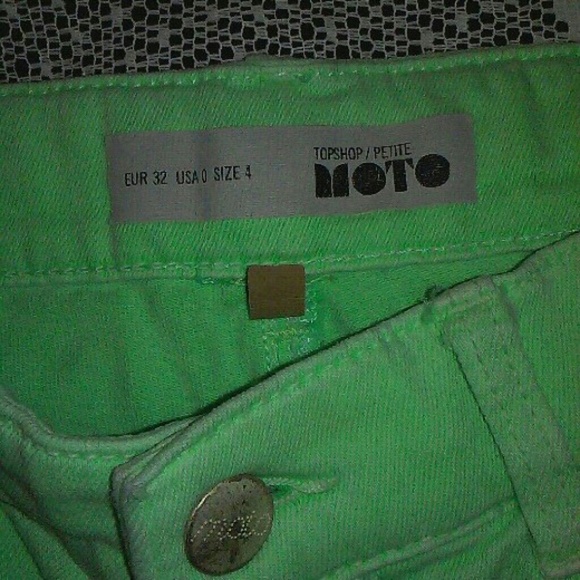 EUR 32 USA 0 SIZE 4
TOPSHOP / PETITE
MOTO